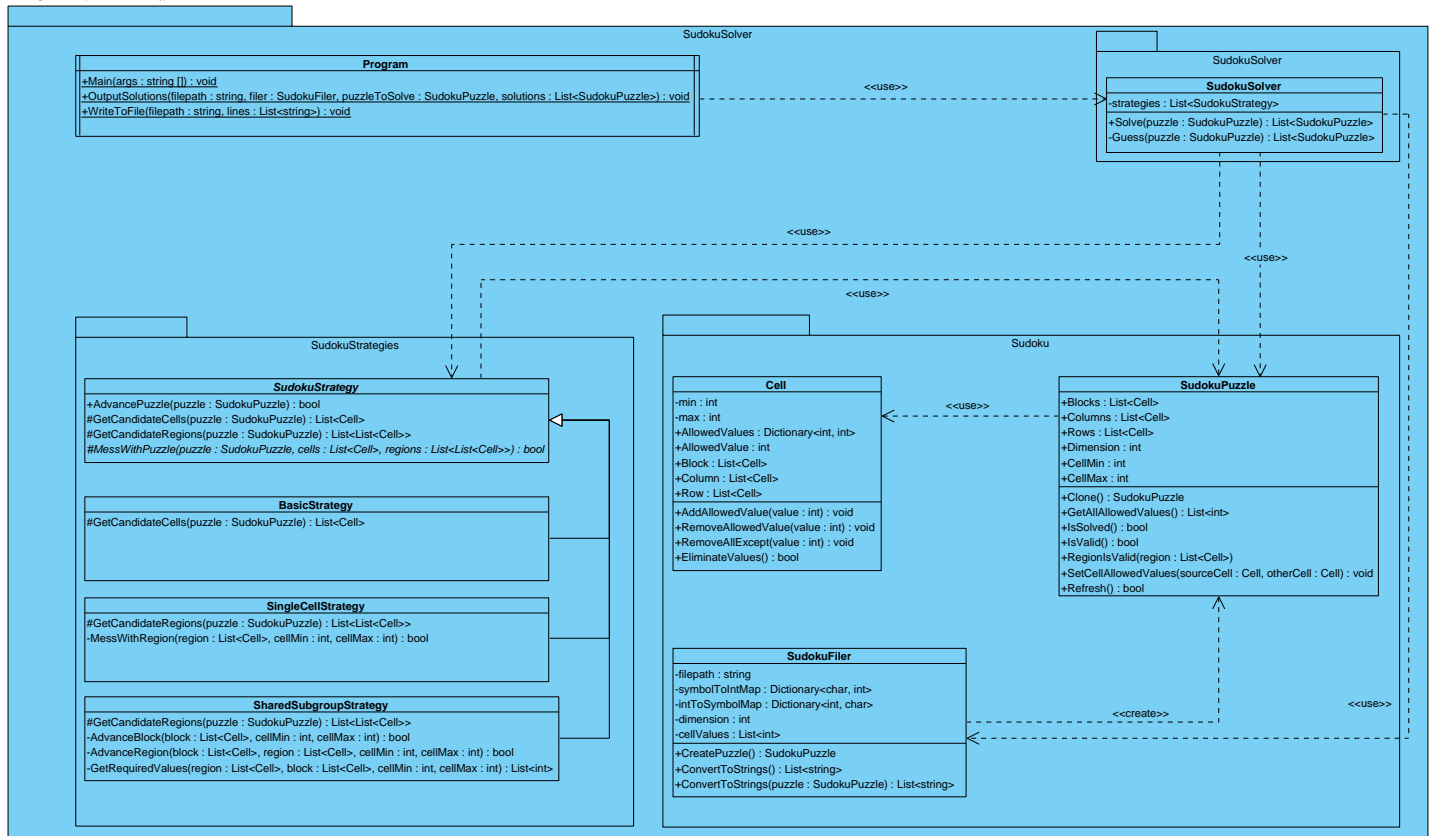 SudokuSolver
Program
+Main(args : string []) : void
+OutputSolutions(filepath : string, filer : SudokuFiler, puzzleToSolve : SudokuPuzzle, solutions : List<SudokuPuzzle>) : void
+WriteToFile(filepath : string, lines : List<string>) : void
<<use>>
SudokuSolver
SudokuSolver
-strategies : List<SudokuStrategy>
+Solve(puzzle : SudokuPuzzle) : List<SudokuPuzzle>
-Guess(puzzle : SudokuPuzzle) : List<SudokuPuzzle>
<<use>>
<<use>>
<<use>>
SudokuStrategies
SudokuStrategy
+AdvancePuzzle(puzzle : SudokuPuzzle) : bool
#GetCandidateCells(puzzle : SudokuPuzzle) : List<Cell>
#GetCandidateRegions(puzzle : SudokuPuzzle) : List<List<Cell>>
#MessWithPuzzle(puzzle : SudokuPuzzle, cells : List<Cell>, regions : List<List<Cell>>) : bool
BasicStrategy
#GetCandidateCells(puzzle : SudokuPuzzle) : List<Cell>
SingleCellStrategy
#GetCandidateRegions(puzzle : SudokuPuzzle) : List<List<Cell>>
-MessWithRegion(region : List<Cell>, cellMin : int, cellMax : int) : bool
SharedSubgroupStrategy
#GetCandidateRegions(puzzle : SudokuPuzzle) : List<List<Cell>>
-AdvanceBlock(block : List<Cell>, cellMin : int, cellMax : int) : bool
-AdvanceRegion(block : List<Cell>, region : List<Cell>, cellMin : int, cellMax : int) : bool
-GetRequiredValues(region : List<Cell>, block : List<Cell>, cellMin : int, cellMax : int) : List<int>
Sudoku
Cell
-min : int
-max : int
+AllowedValues : Dictionary<int, int>
+AllowedValue : int
+Block : List<Cell>
+Column : List<Cell>
+Row : List<Cell>
+AddAllowedValue(value : int) : void
+RemoveAllowedValue(value : int) : void
+RemoveAllExcept(value : int) : void
+EliminateValues() : bool
<<use>>
SudokuPuzzle
+Blocks : List<Cell>
+Columns : List<Cell>
+Rows : List<Cell>
+Dimension : int
+CellMin : int
+CellMax : int
+Clone() : SudokuPuzzle
+GetAllAllowedValues() : List<int>
+IsSolved() : bool
+IsValid() : bool
+RegionIsValid(region : List<Cell>)
+SetCellAllowedValues(sourceCell : Cell, otherCell : Cell) : void
+Refresh() : bool
SudokuFiler
-filepath : string
-symbolToIntMap : Dictionary<char, int>
-intToSymbolMap : Dictionary<int, char>
-dimension : int
-cellValues : List<int>
+CreatePuzzle() : SudokuPuzzle
+ConvertToStrings() : List<string>
+ConvertToStrings(puzzle : SudokuPuzzle) : List<string>
<<create>>
<<use>>